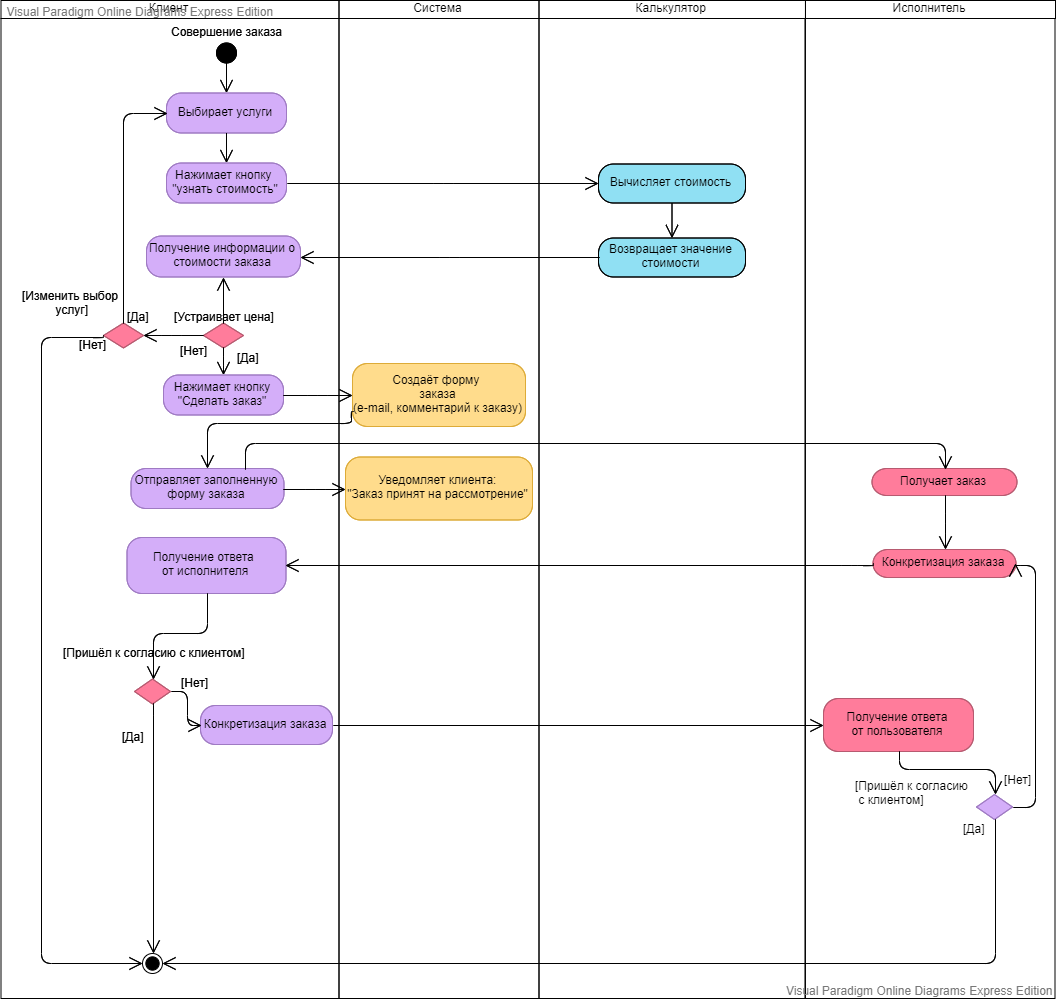 Visual Paradigm Online Diagrams Express Edition
Клиент
Система
Калькулятор
Исполнитель
Совершение заказа
Выбирает услуги
Нажимает кнопку
"узнать стоимость"
Вычисляет стоимость
Получение информации о
стоимости заказа
Возвращает значение
стоимости
[Изменить выбор
услуг]
[Да]
[Устраивает цена]
[Нет]
[Нет]
[Да]
Нажимает кнопку
"Сделать заказ"
Создаёт форму
заказа
(e-mail, комментарий к заказу)
Отправляет заполненную
форму заказа
Уведомляет клиента:
"Заказ принят на рассмотрение"
Получает заказ
Получение ответа
от исполнителя
Конкретизация заказа
[Пришёл к согласию с клиентом]
[Нет]
Конкретизация заказа
[Да]
Получение ответа
от пользователя
[Пришёл к согласию
с клиентом]
[Нет]
[Да]
Visual Paradigm Online Diagrams Express Edition